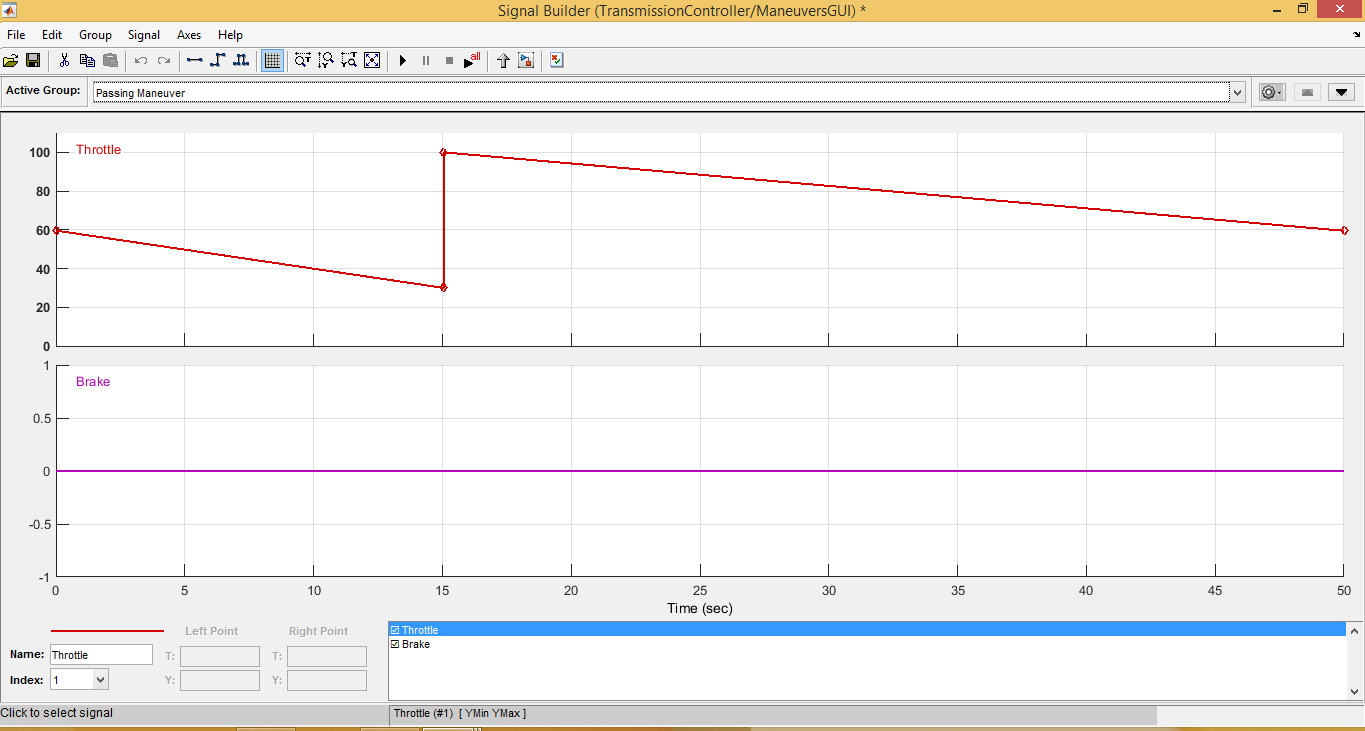 Signal Builder (TransmissionController/ManeuversGUI) *
File Edit Group Signal Axes Help
all
Active Group: Passing Maneuver
Throttle
100
80
60
40
20
0
Brake
1
0.5
0
-0.5
-1
0 5 10 15 20 25 30 35 40 45 50
Time (sec)
Left Point Right Point
Name: Throttle T: T:
Index: 1 Y: Y:
Throttle
Brake
Click to select signal
Throttle (#1) [ YMin YMax ]